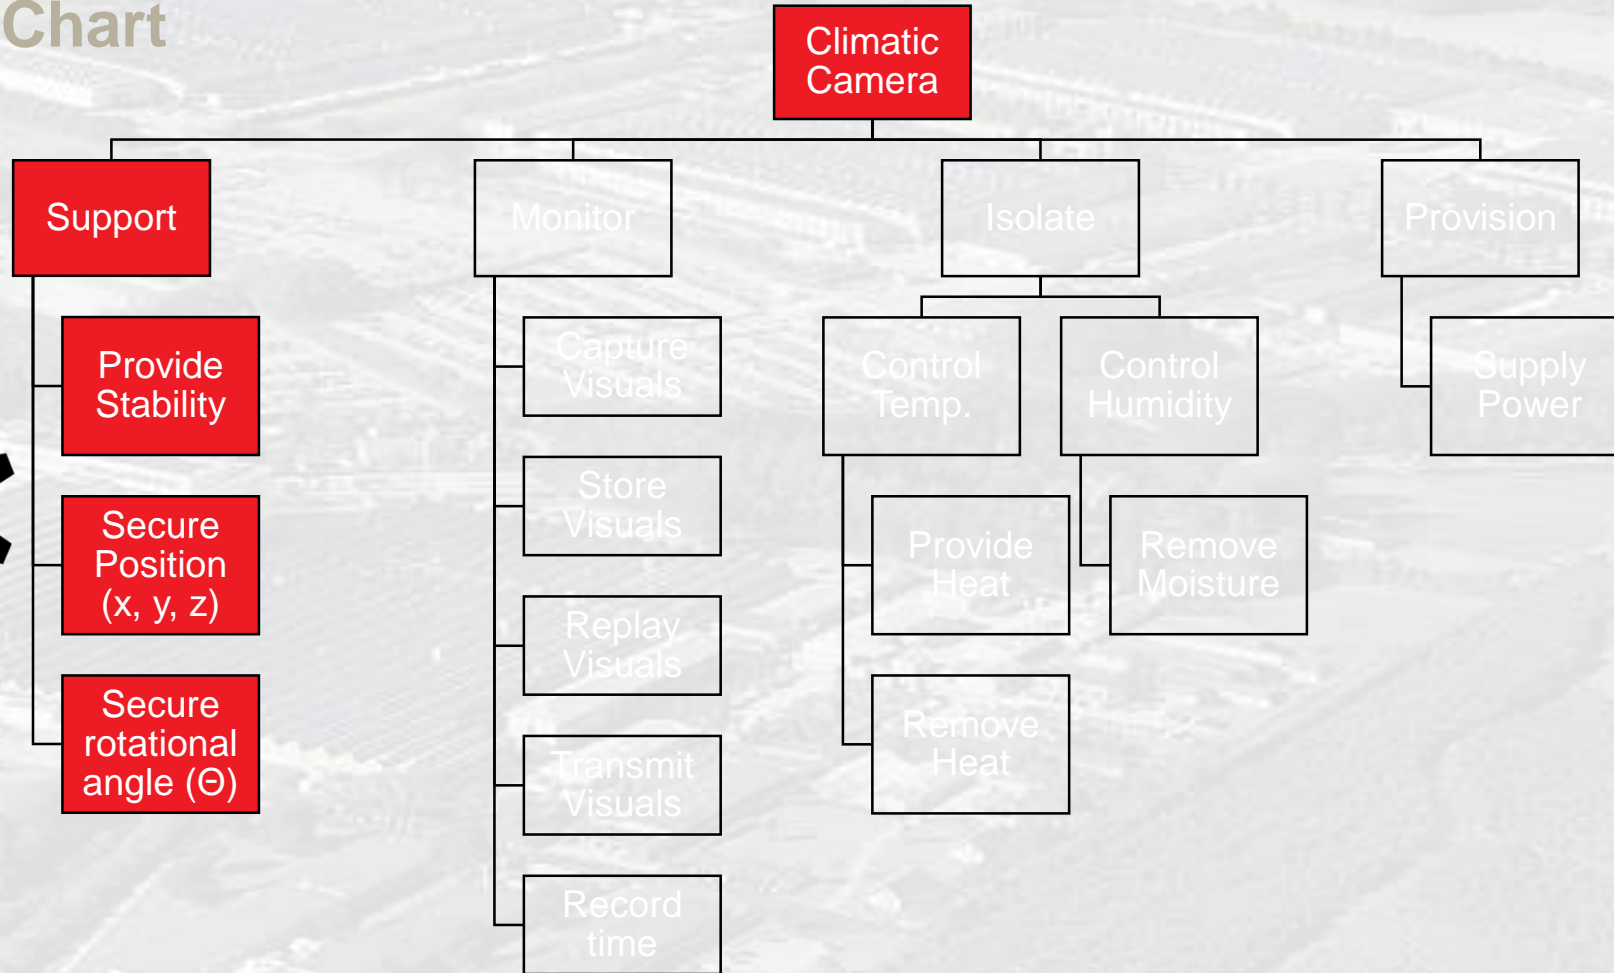 Chart
Climatic
Camera
Support
Monitor
Isolate
Provision
Provide
Stability
Secure
Position
(x, y, z)
Secure
rotational
angle (Θ)
Capture
Visuals
Store
Visuals
Replay
Visuals
Transmit
Visuals
Record
time
Control
Temp.
Control
Humidity
Provide
Heat
Remove
Moisture
Remove
Heat
Supply
Power